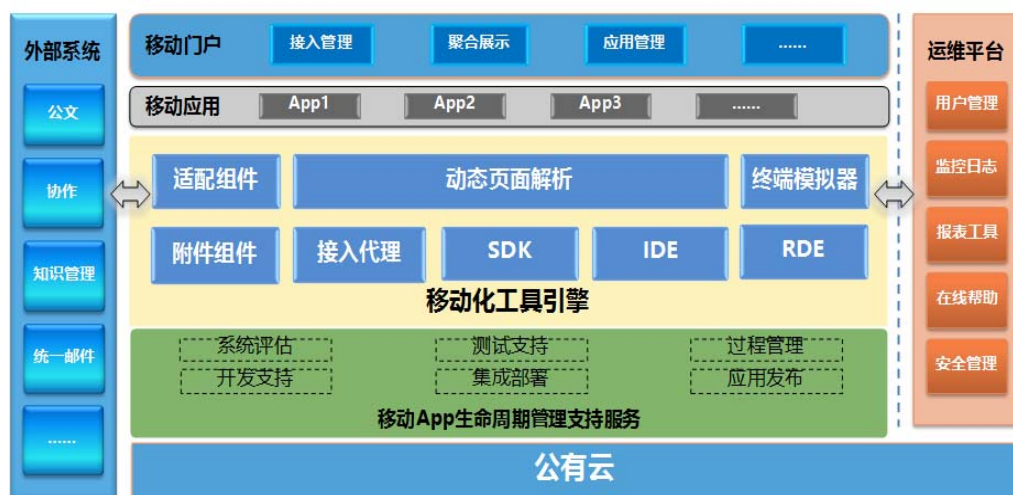 外部系统
公文
协作
知识管理
统一邮件
......
移动门户
接入管理
聚合展示
应用管理
......
移动应用
App1
App2
App3
......
适配组件
动态页面解析
终端模拟器
附件组件
接入代理
SDK
IDE
RDE
移动化工具引擎
系统评估
测试支持
过程管理
开发支持
集成部署
应用发布
移动App生命周期管理支持服务
公有云
运维平台
用户管理
监控日志
报表工具
在线帮助
安全管理